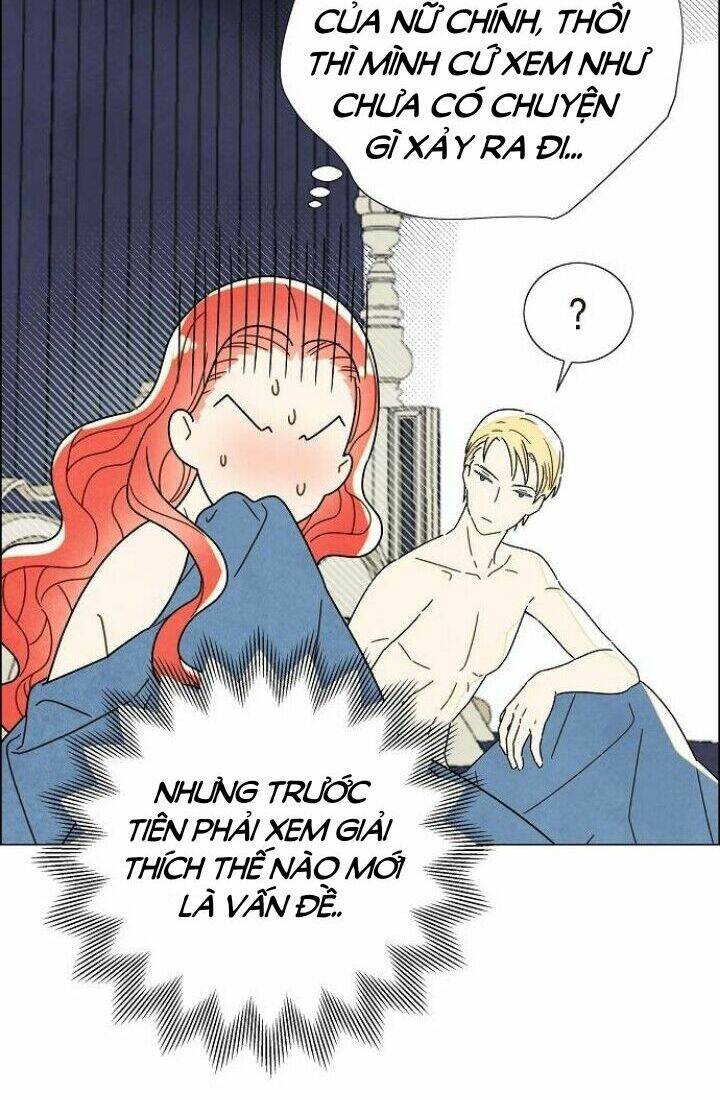 CỦA NỮ CHÍNH, THÔI
THÌ MÌNH CỨ XEM NHƯ
CHƯA CÓ CHUYỆN
GÌ XẢY RA ĐI...
?
NHƯNG TRƯỚC
TIÊN PHẢI XEM GIẢI
THÍCH THẾ NÀO MỚI
LÀ VẤN ĐỀ..